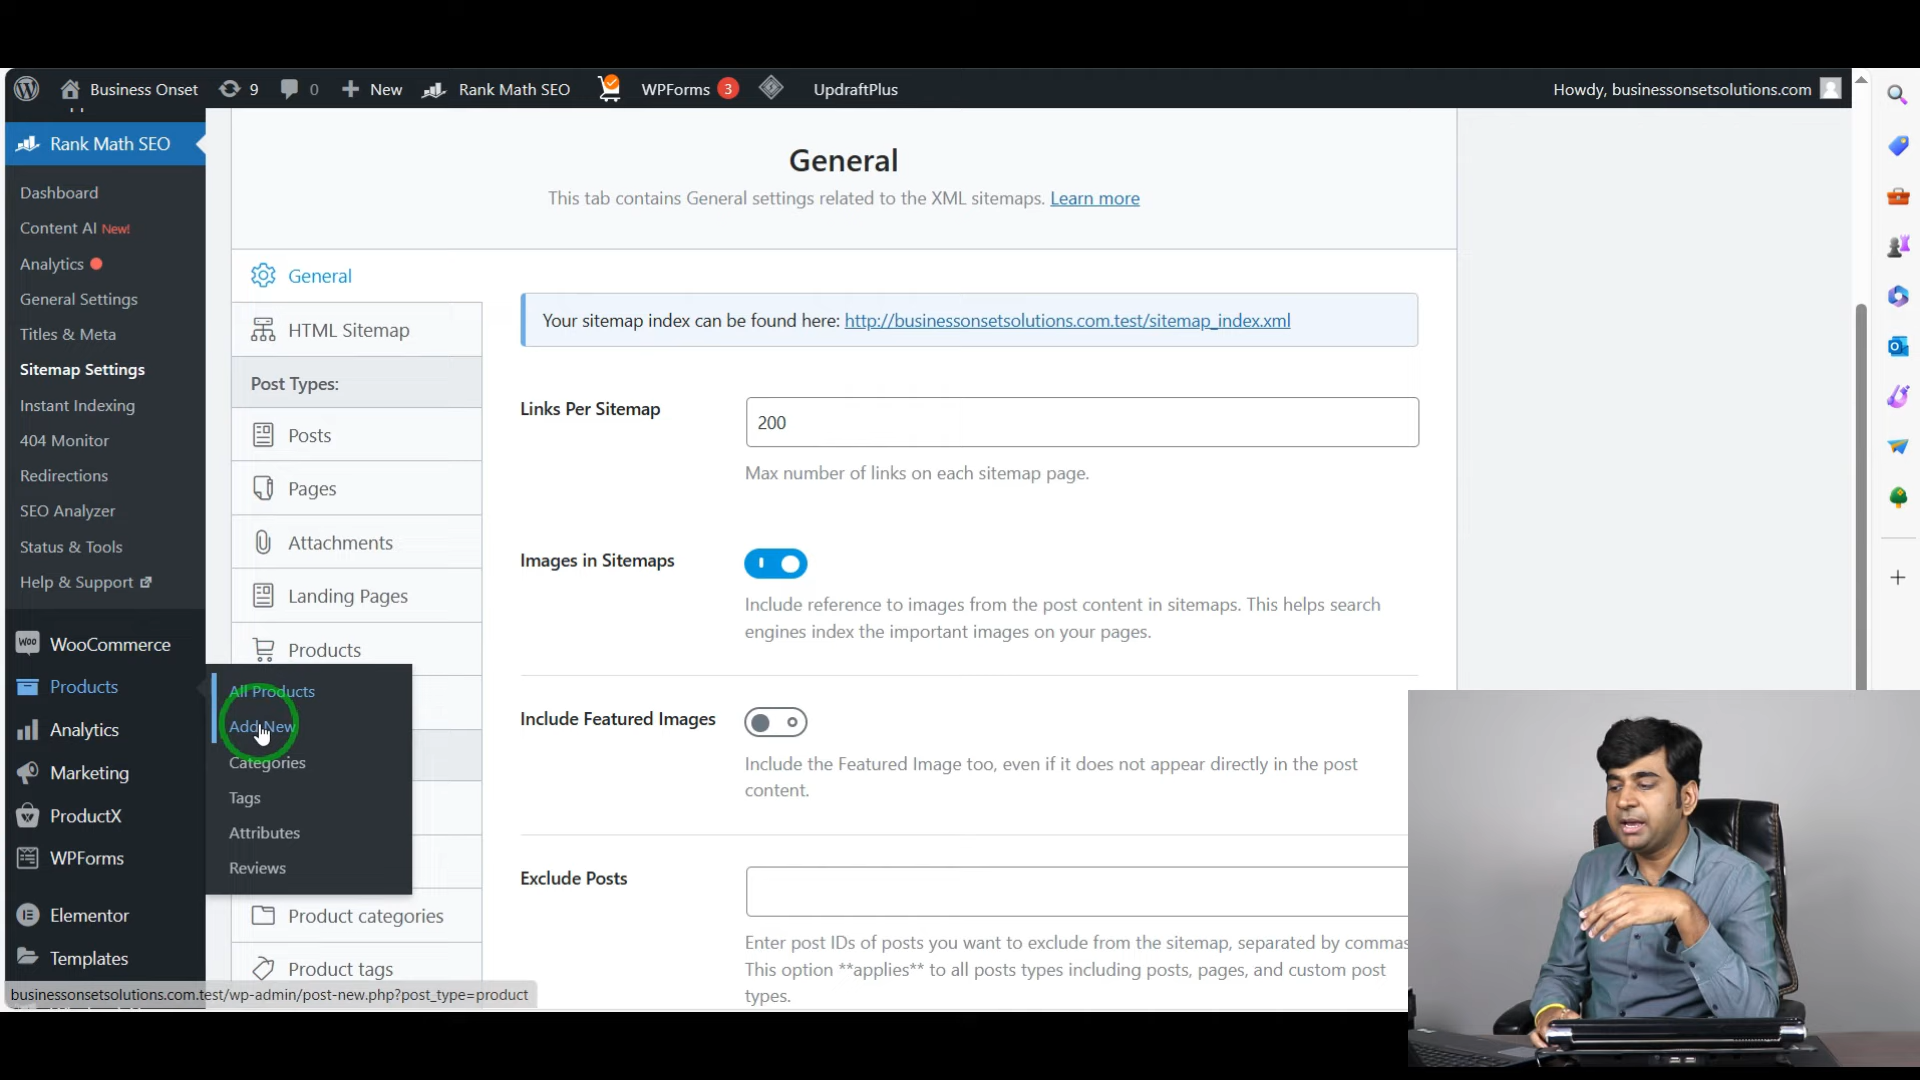 Business Onset
9
0
New
Rank Math SEO
WPForms 3
UpdraftPlus
Howdy, businessonsetsolutions.com
Rank Math SEO
Dashboard
Content AI New!
Analytics
General Settings
Titles & Meta
Sitemap Settings
Instant Indexing
404 Monitor
Redirections
SEO Analyzer
Status & Tools
Help & Support
WooCommerce
Products
Analytics
Marketing
ProductX
WPForms
Elementor
Templates
All Products
Add New
Categories
Tags
Attributes
Reviews
General
This tab contains General settings related to the XML sitemaps. Learn more
General
HTML Sitemap
Post Types:
Posts
Pages
Attachments
Landing Pages
Products
Product categories
Product tags
Your sitemap index can be found here: http://businessonsetsolutions.com.test/sitemap_index.xml
Links Per Sitemap
200
Max number of links on each sitemap page.
Images in Sitemaps
Include reference to images from the post content in sitemaps. This helps search
engines index the important images on your pages.
Include Featured Images
Include the Featured Image too, even if it does not appear directly in the post
content.
Exclude Posts
Enter post IDs of posts you want to exclude from the sitemap, separated by commas
This option **applies** to all posts types including posts, pages, and custom post
types.
businessonsetsolutions.com.test/wp-admin/post-new.php?post_type=product